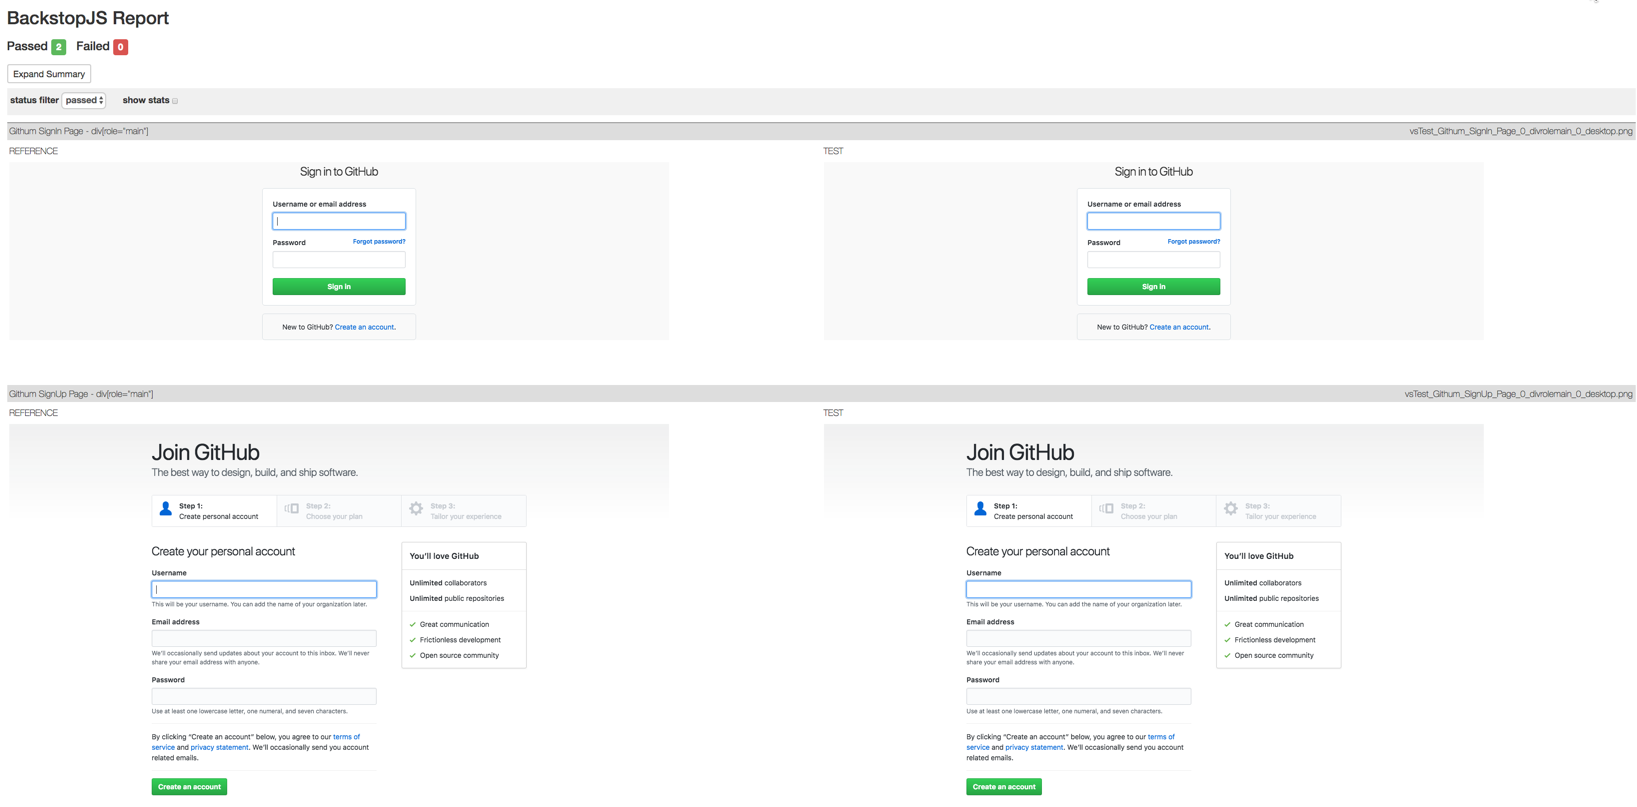 BackstopJS Report
Passed 2 Failed 0
Expand Summary
status filter passed show stats
Githum SignIn Page - div[role="main"] vsTest_Githum_SignIn_Page_0_divrolemain_0_desktop.png
REFERENCE
Sign in to GitHub
Username or email address
Password Forgot password?
Sign in
New to GitHub? Create an account.
TEST
Sign in to GitHub
Username or email address
Password Forgot password?
Sign in
New to GitHub? Create an account.
Githum SignUp Page - div[role="main"] vsTest_Githum_SignUp_Page_0_divrolemain_0_desktop.png
REFERENCE
Join GitHub
The best way to design, build, and ship software.
Step 1:
Create personal account
Step 2:
Choose your plan
Step 3:
Tailor your experience
Create your personal account
Username
This will be your username. You can add the name of your organization later.
Email address
We'll occasionally send updates about your account to this inbox. We'll never
share your email address with anyone.
Password
Use at least one lowercase letter, one numeral, and seven characters.
By clicking “Create an account” below, you agree to our terms of
service and privacy statement. We'll occasionally send you account
related emails.
Create an account
You'll love GitHub
Unlimited collaborators
Unlimited public repositories
Great communication
Frictionless development
Open source community
TEST
Join GitHub
The best way to design, build, and ship software.
Step 1:
Create personal account
Step 2:
Choose your plan
Step 3:
Tailor your experience
Create your personal account
Username
This will be your username. You can add the name of your organization later.
Email address
We'll occasionally send updates about your account to this inbox. We'll never
share your email address with anyone.
Password
Use at least one lowercase letter, one numeral, and seven characters.
By clicking “Create an account” below, you agree to our terms of
service and privacy statement. We'll occasionally send you account
related emails.
Create an account
You'll love GitHub
Unlimited collaborators
Unlimited public repositories
Great communication
Frictionless development
Open source community